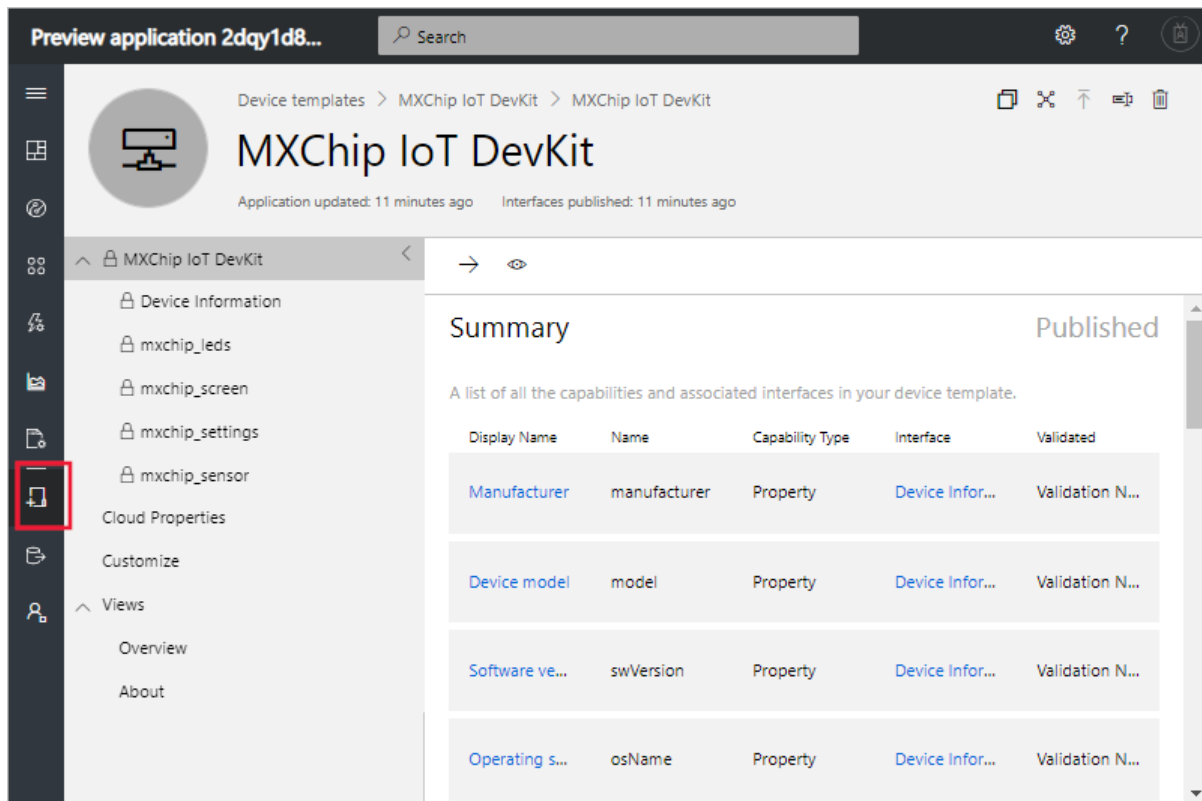 Preview application 2dqy1d8...
Search
?
Device templates > MXChip IoT DevKit > MXChip IoT DevKit
MXChip IoT DevKit
Application updated: 11 minutes ago Interfaces published: 11 minutes ago
MXChip IoT DevKit
Device Information
mxchip_leds
mxchip_screen
mxchip_settings
mxchip_sensor
Cloud Properties
Customize
Views
Overview
About
Summary Published
A list of all the capabilities and associated interfaces in your device template.
Display Name Name Capability Type Interface Validated
Manufacturer manufacturer Property Device Infor... Validation N...
Device model model Property Device Infor... Validation N...
Software ve... swVersion Property Device Infor... Validation N...
Operating s... osName Property Device Infor... Validation N...